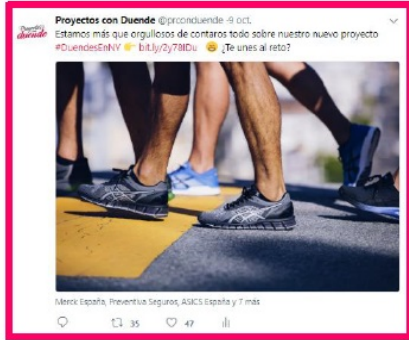 Proyectos con Duende @prconduende · 9 oct.
Estamos más que orgullosos de contaros todo sobre nuestro nuevo proyecto
#DuendesEnNY 👉 bit.ly/2y78IDu 😀 ¿Te unes al reto?
Merck España, Preventiva Seguros, ASICS España y 7 más
35
47